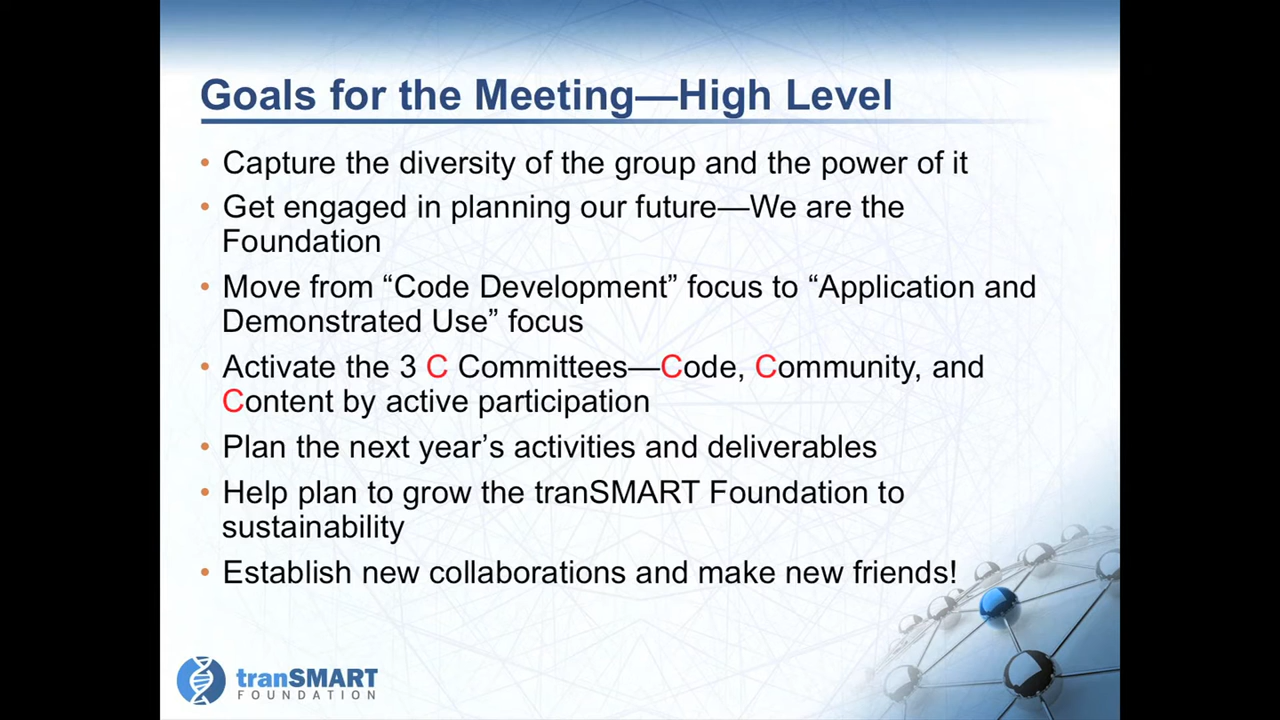 Goals for the Meeting—High Level
• Capture the diversity of the group and the power of it
• Get engaged in planning our future—We are the
Foundation
• Move from “Code Development” focus to “Application and
Demonstrated Use” focus
• Activate the 3 C Committees—Code, Community, and
Content by active participation
• Plan the next year’s activities and deliverables
• Help plan to grow the tranSMART Foundation to
sustainability
• Establish new collaborations and make new friends!
tranSMART
FOUNDATION